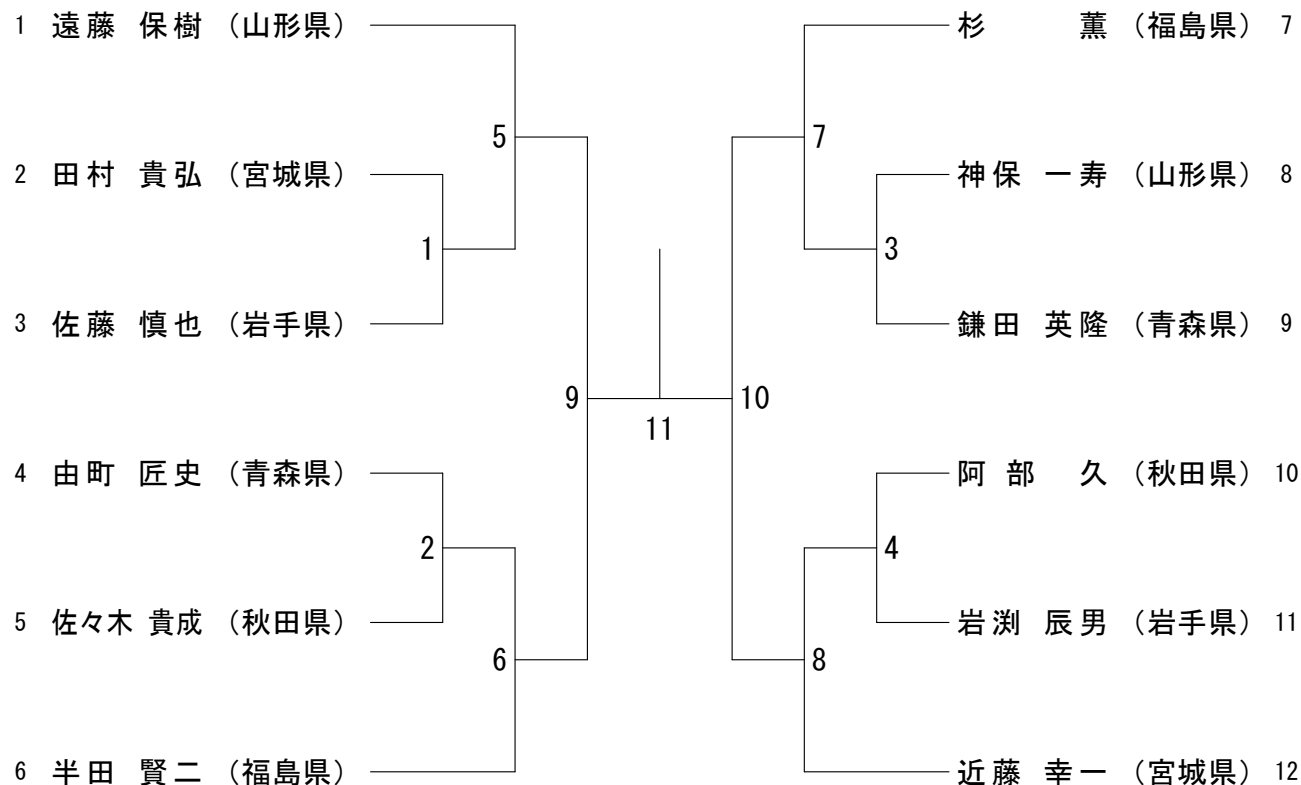 1 遠藤 保樹 (山形県)
2 田村 貴弘 (宮城県)
3 佐藤 慎也 (岩手県)
4 由町 匠史 (青森県)
5 佐々木 貴成 (秋田県)
6 半田 賢二 (福島県)
5
1
2
6
9
11
10
7
3
4
8
杉 薫 (福島県) 7
神保 一寿 (山形県) 8
鎌田 英隆 (青森県) 9
阿部 久 (秋田県) 10
岩渕 辰男 (岩手県) 11
近藤 幸一 (宮城県) 12